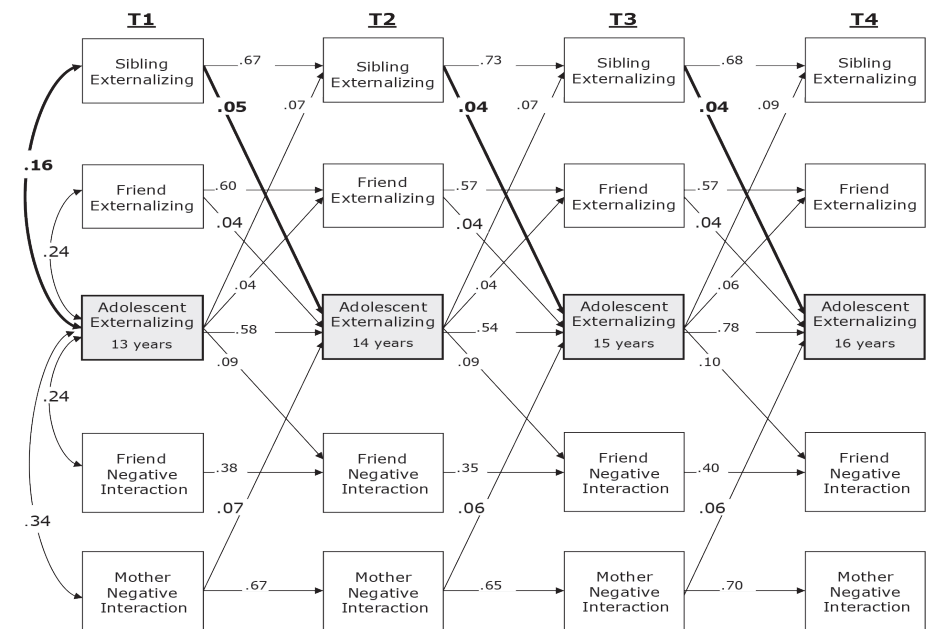 T1 T2 T3 T4
Sibling
Externalizing
.67
Sibling
Externalizing
.73
Sibling
Externalizing
.68
Sibling
Externalizing
.05 .07 .04 .07 .04 .09
.16
Friend
Externalizing
.60
Friend
Externalizing
.57
Friend
Externalizing
.57
Friend
Externalizing
.04 .04 .04
.24
.04 .04 .06
Adolescent
Externalizing
13 years
.58
Adolescent
Externalizing
14 years
.54
Adolescent
Externalizing
15 years
.78
Adolescent
Externalizing
16 years
.09 .09 .10
.24
Friend
Negative
Interaction
.38
Friend
Negative
Interaction
.35
Friend
Negative
Interaction
.40
Friend
Negative
Interaction
.07 .06 .06
.34
Mother
Negative
Interaction
.67
Mother
Negative
Interaction
.65
Mother
Negative
Interaction
.70
Mother
Negative
Interaction